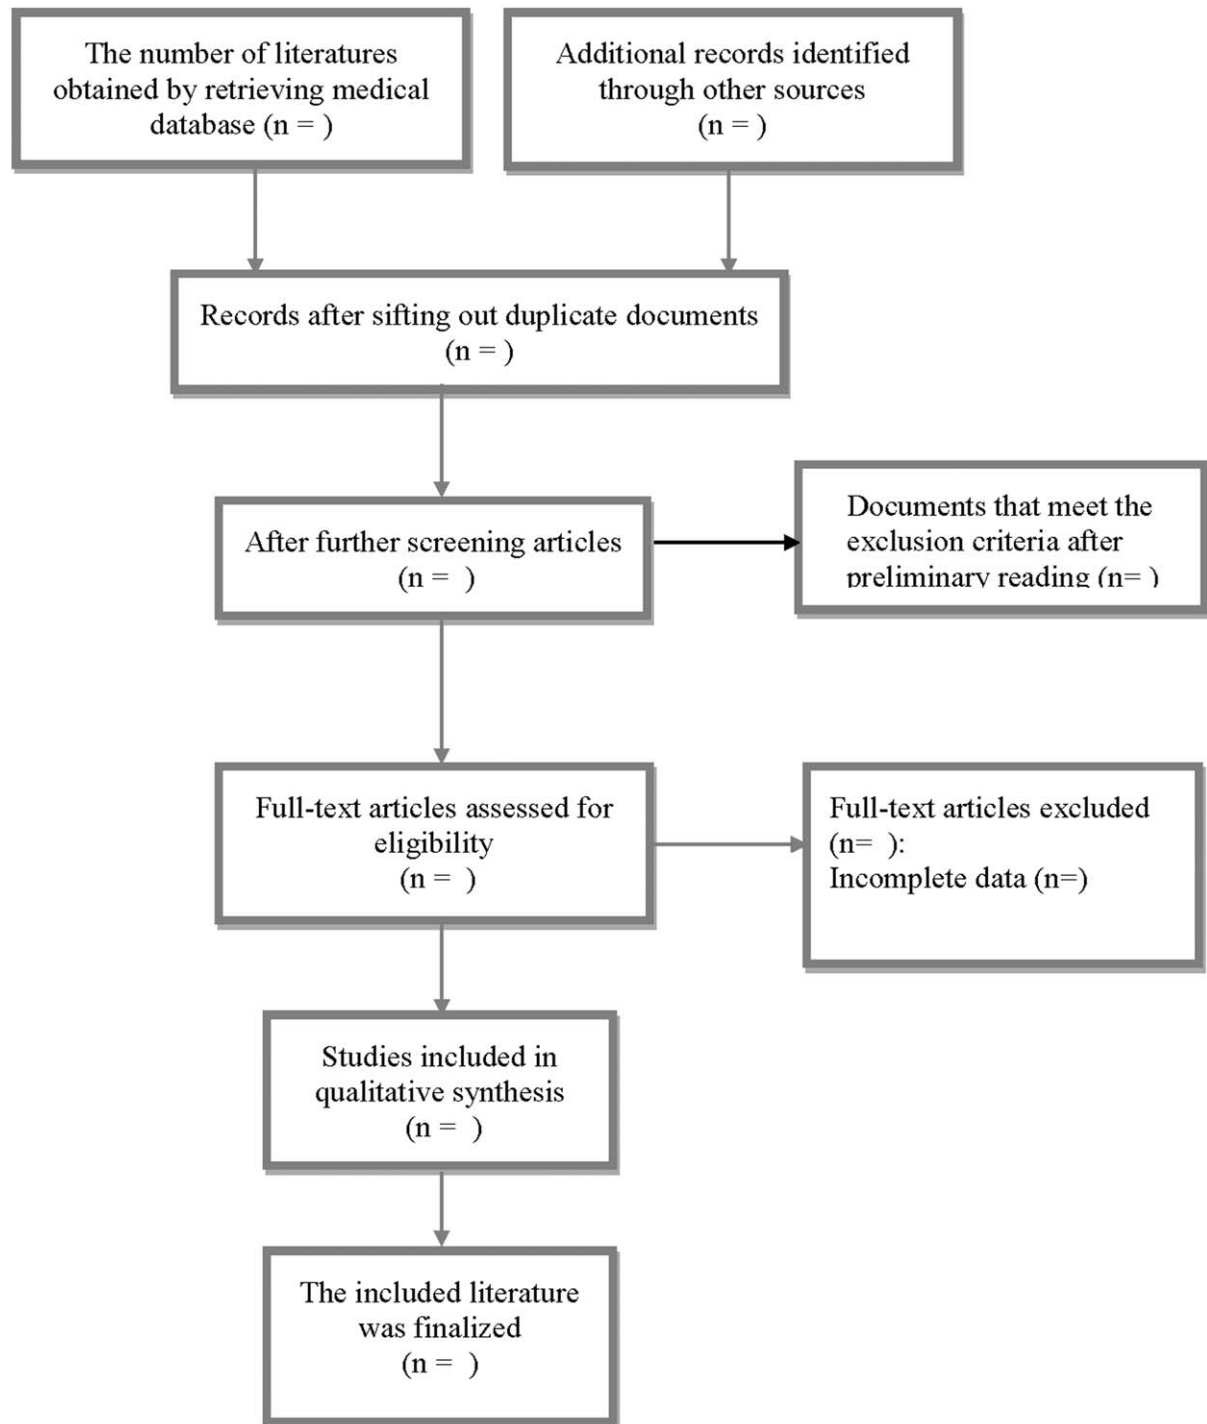 The number of literatures
obtained by retrieving medical
database (n = )
Additional records identified
through other sources
(n = )
Records after sifting out duplicate documents
(n = )
After further screening articles
(n =  )
Documents that meet the
exclusion criteria after
preliminary reading (n= )
Full-text articles assessed for
eligibility
(n =  )
Full-text articles excluded
(n=  ):
Incomplete data (n=)
Studies included in
qualitative synthesis
(n =  )
The included literature
was finalized
(n =  )